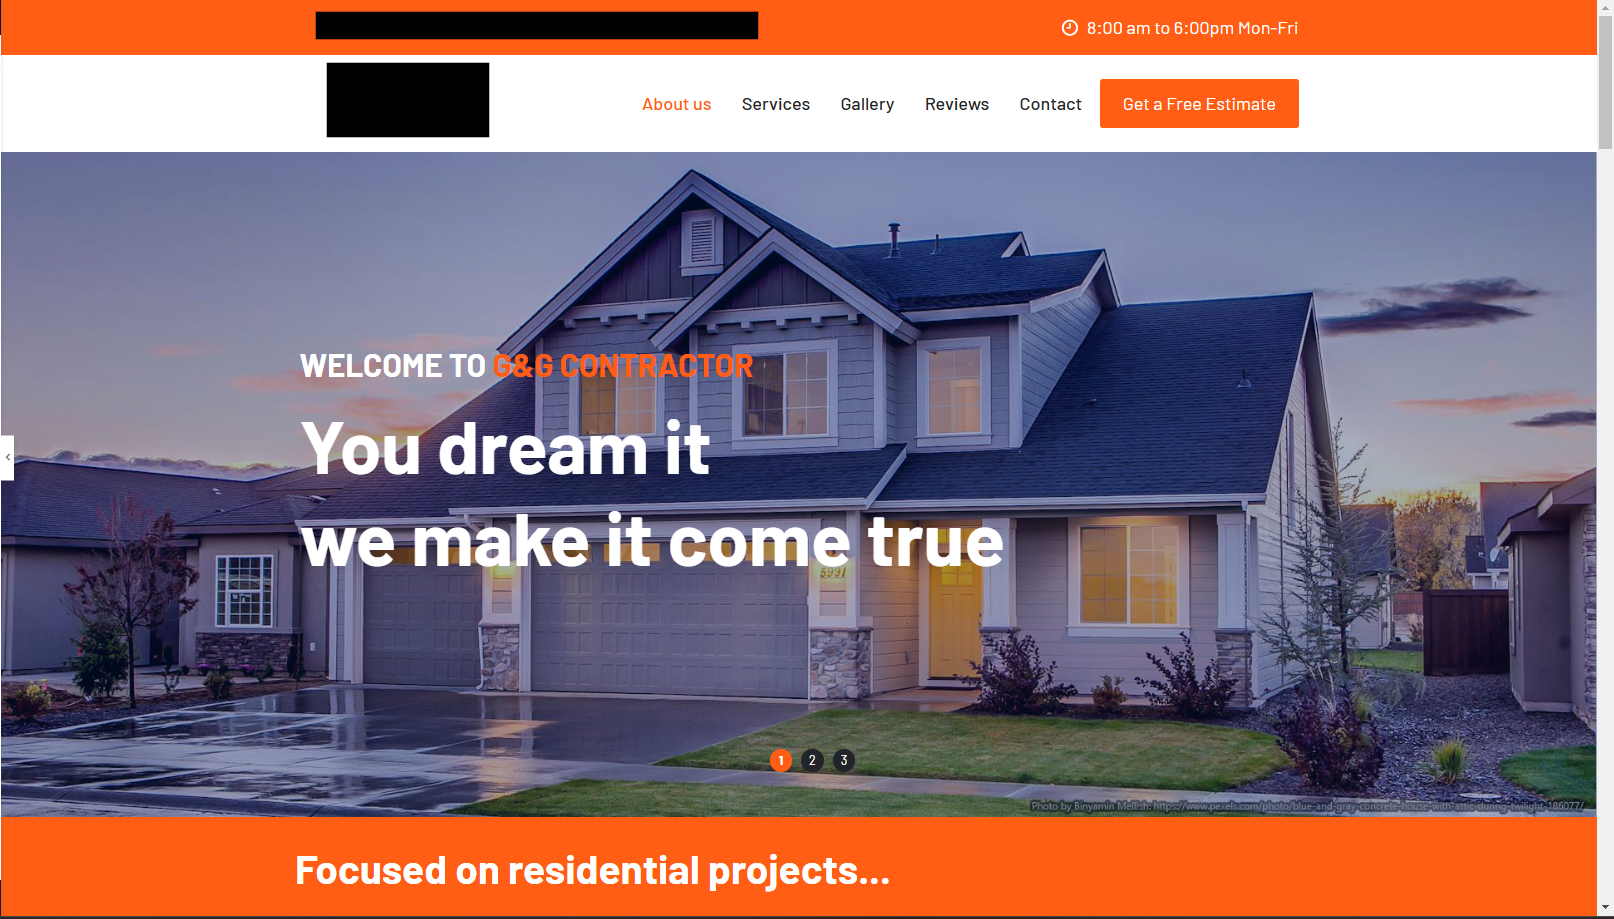 8:00 am to 6:00pm Mon-Fri
About us Services Gallery Reviews Contact Get a Free Estimate
WELCOME TO G&G CONTRACTOR
You dream it
we make it come true
5991
1 2 3
Photo by Binyamin Mellish: https://www.pexels.com/photo/blue-and-gray-concrete-house-with-attic-during-twilight-186077/
Focused on residential projects...